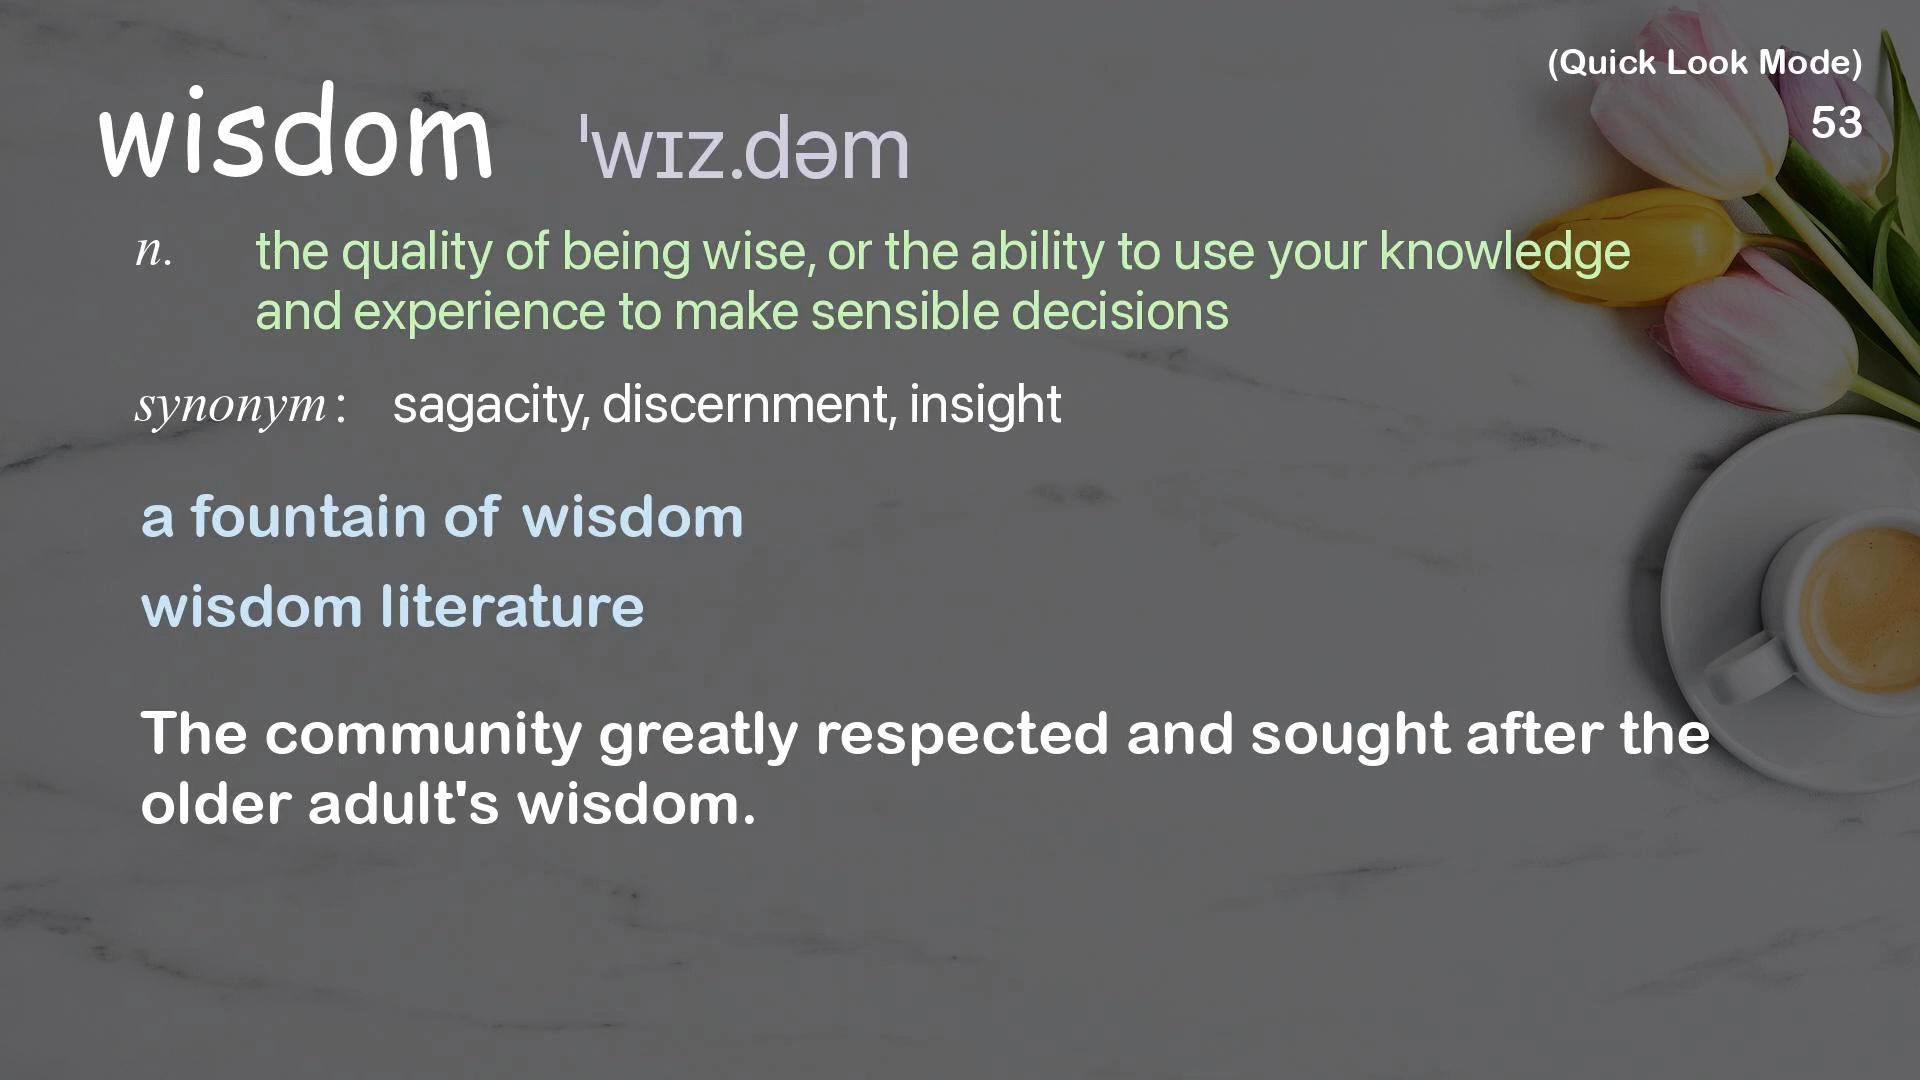 (Quick Look Mode)
53
wisdom ˈwɪz.dəm
n. the quality of being wise, or the ability to use your knowledge
and experience to make sensible decisions
synonym: sagacity, discernment, insight
a fountain of wisdom
wisdom literature
The community greatly respected and sought after the
older adult's wisdom.